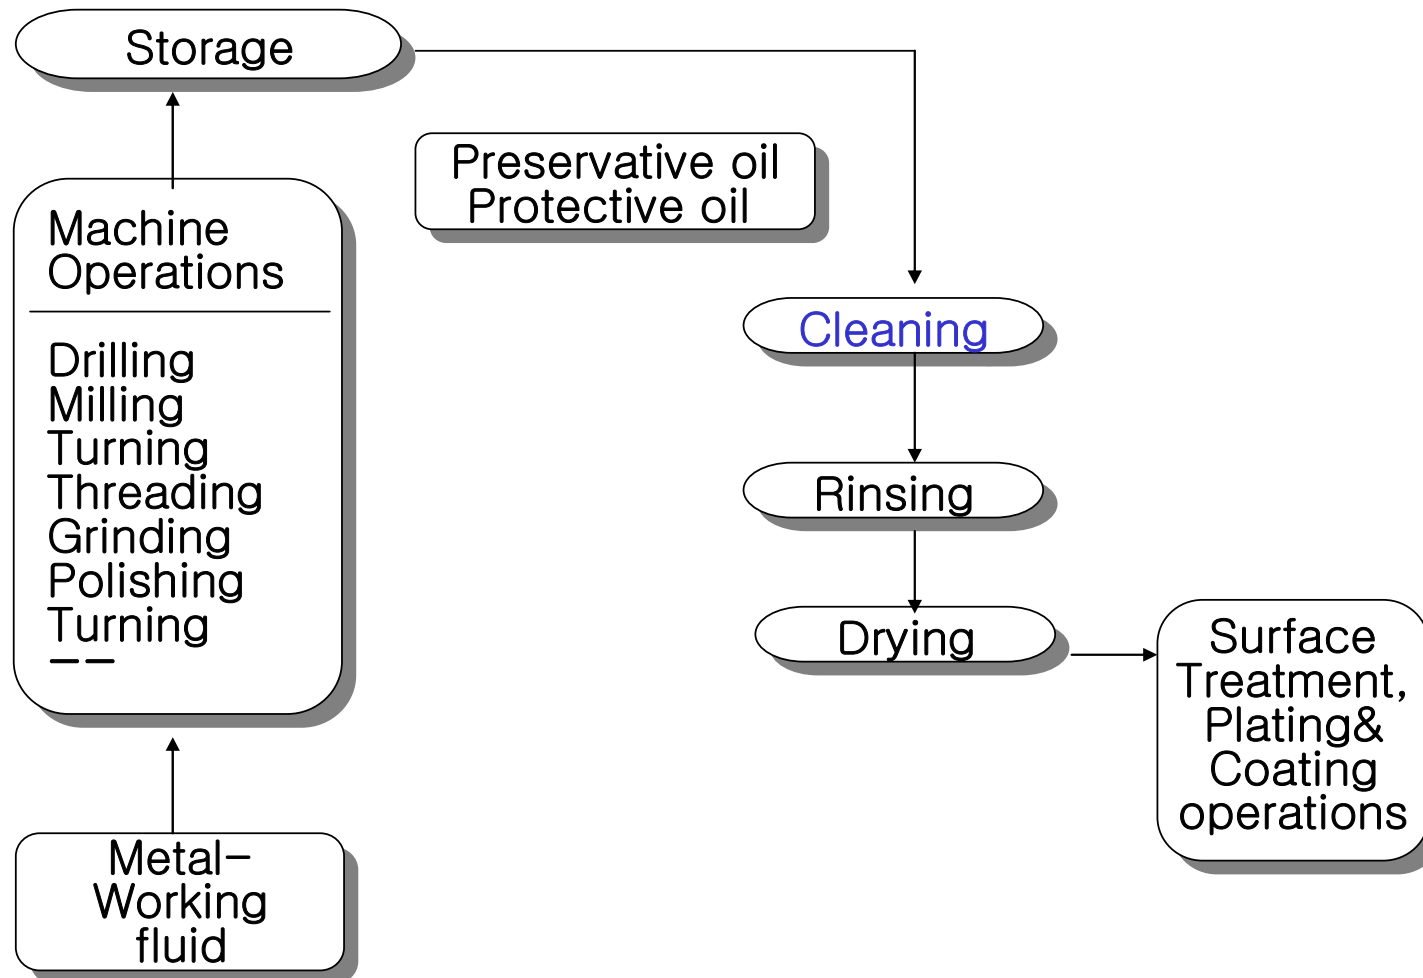 Storage
Preservative oil
Protective oil
Machine
Operations
Drilling
Milling
Turning
Threading
Grinding
Polishing
Turning
--
Metal-
Working
fluid
Cleaning
Rinsing
Drying
Surface
Treatment,
Plating&
Coating
operations